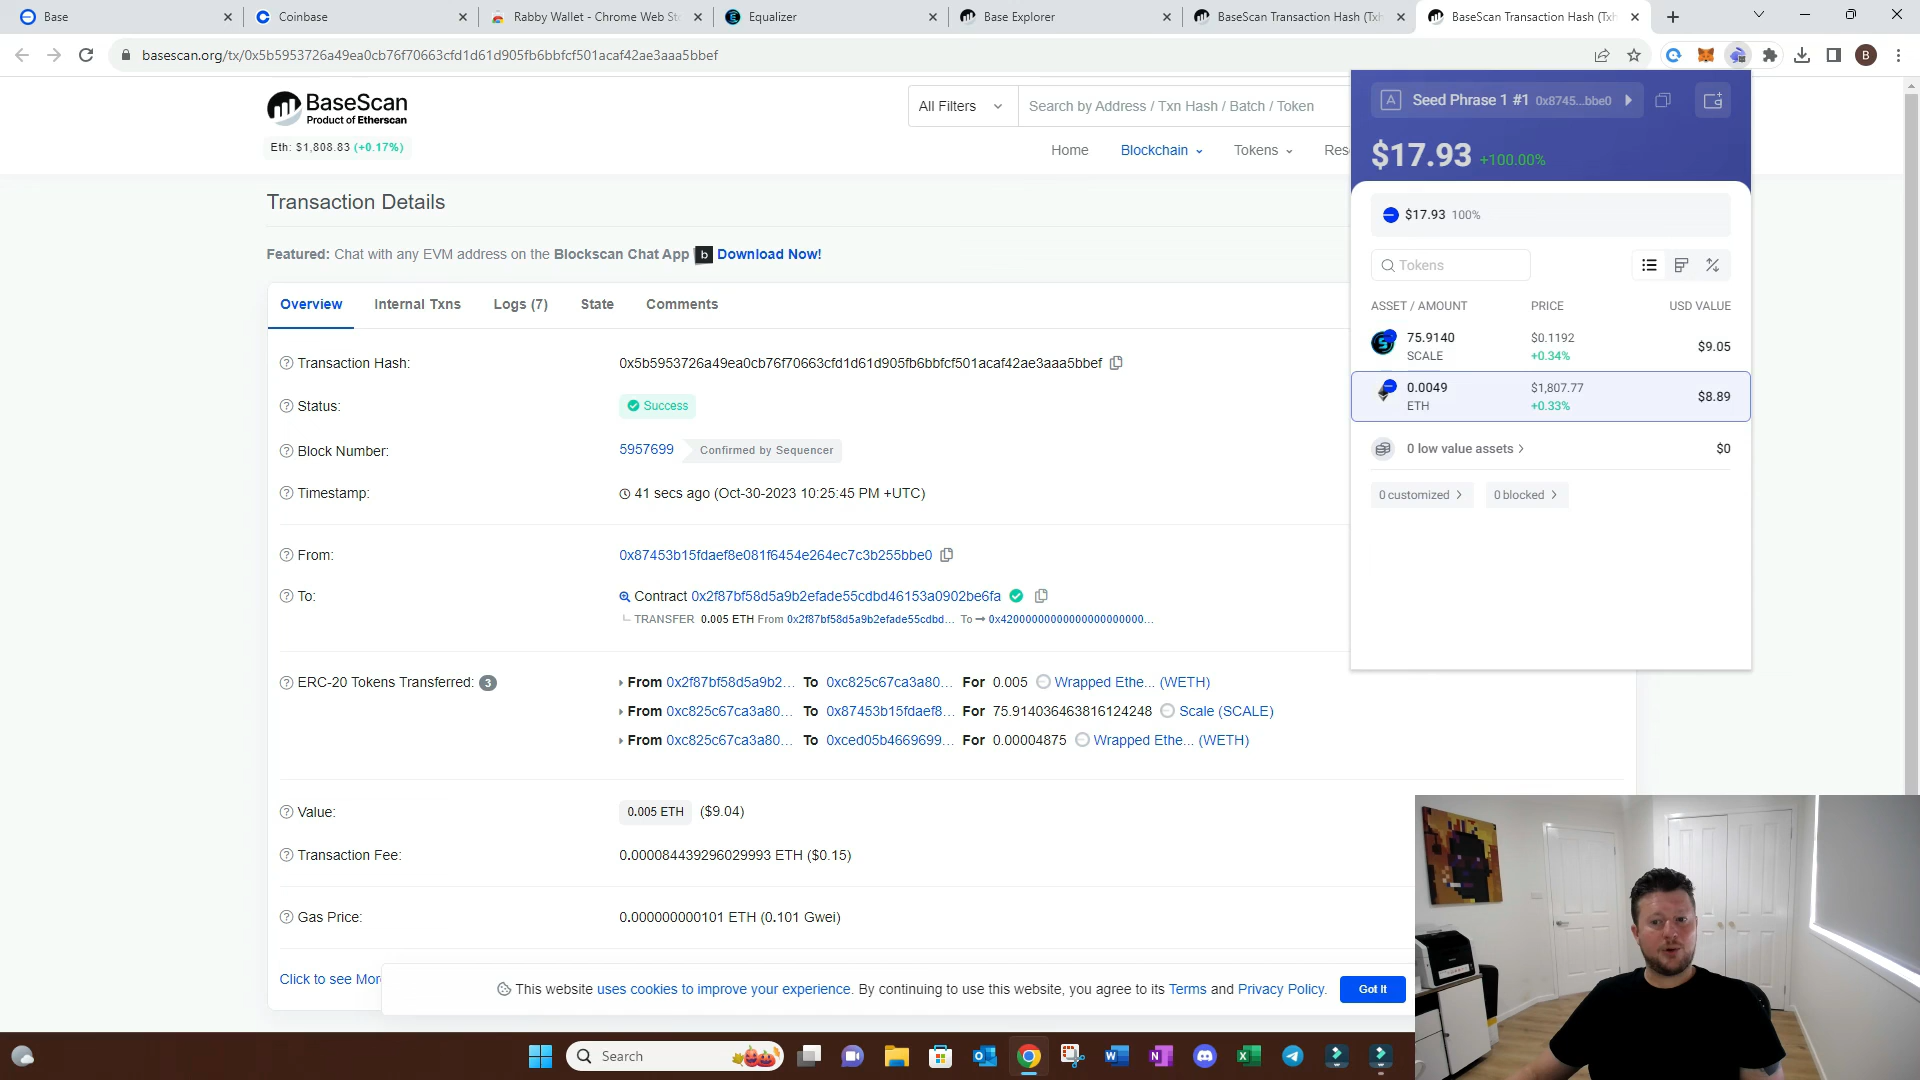 Base
Coinbase
Rabby Wallet - Chrome Web St
Equalizer
Base Explorer
BaseScan Transaction Hash (Txh
BaseScan Transaction Hash (Txh
basescan.org/tx/0x5b5953726a49ea0cb76f70663cfd1d61d905fb6bbfcf501acaf42ae3aaa5bbef
B
BaseScan
Product of Etherscan
All Filters
Search by Address / Txn Hash / Batch / Token
Eth: $1,808.83 (+0.17%)
Home
Blockchain
Tokens
Res
Transaction Details
Featured: Chat with any EVM address on the Blockscan Chat App b Download Now!
Overview
Internal Txns
Logs (7)
State
Comments
Transaction Hash:
0x5b5953726a49ea0cb76f70663cfd1d61d905fb6bbfcf501acaf42ae3aaa5bbef
Status:
Success
Block Number:
5957699 Confirmed by Sequencer
Timestamp:
41 secs ago (Oct-30-2023 10:25:45 PM +UTC)
From:
0x87453b15fdaef8e081f6454e264ec7c3b255bbe0
To:
Contract 0x2f87bf58d5a9b2efade55cdbd46153a0902be6fa
TRANSFER 0.005 ETH From 0x2f87bf58d5a9b2efade55cdbd... To → 0x42000000000000000000000...
ERC-20 Tokens Transferred: 3
From 0x2f87bf58d5a9b2... To 0xc825c67ca3a80... For 0.005 Wrapped Ethe... (WETH)
From 0xc825c67ca3a80... To 0x87453b15fdaef8... For 75.914036463816124248 Scale (SCALE)
From 0xc825c67ca3a80... To 0xced05b4669699... For 0.00004875 Wrapped Ethe... (WETH)
Value:
0.005 ETH ($9.04)
Transaction Fee:
0.000084439296029993 ETH ($0.15)
Gas Price:
0.000000000101 ETH (0.101 Gwei)
Click to see Mor
This website uses cookies to improve your experience. By continuing to use this website, you agree to its Terms and Privacy Policy.
Got It
A Seed Phrase 1 #1 0x8745...bbe0
$17.93 +100.00%
$17.93 100%
Tokens
ASSET / AMOUNT
PRICE
USD VALUE
75.9140
SCALE
$0.1192
+0.34%
$9.05
0.0049
ETH
$1,807.77
+0.33%
$8.89
0 low value assets
$0
0 customized
0 blocked
Search